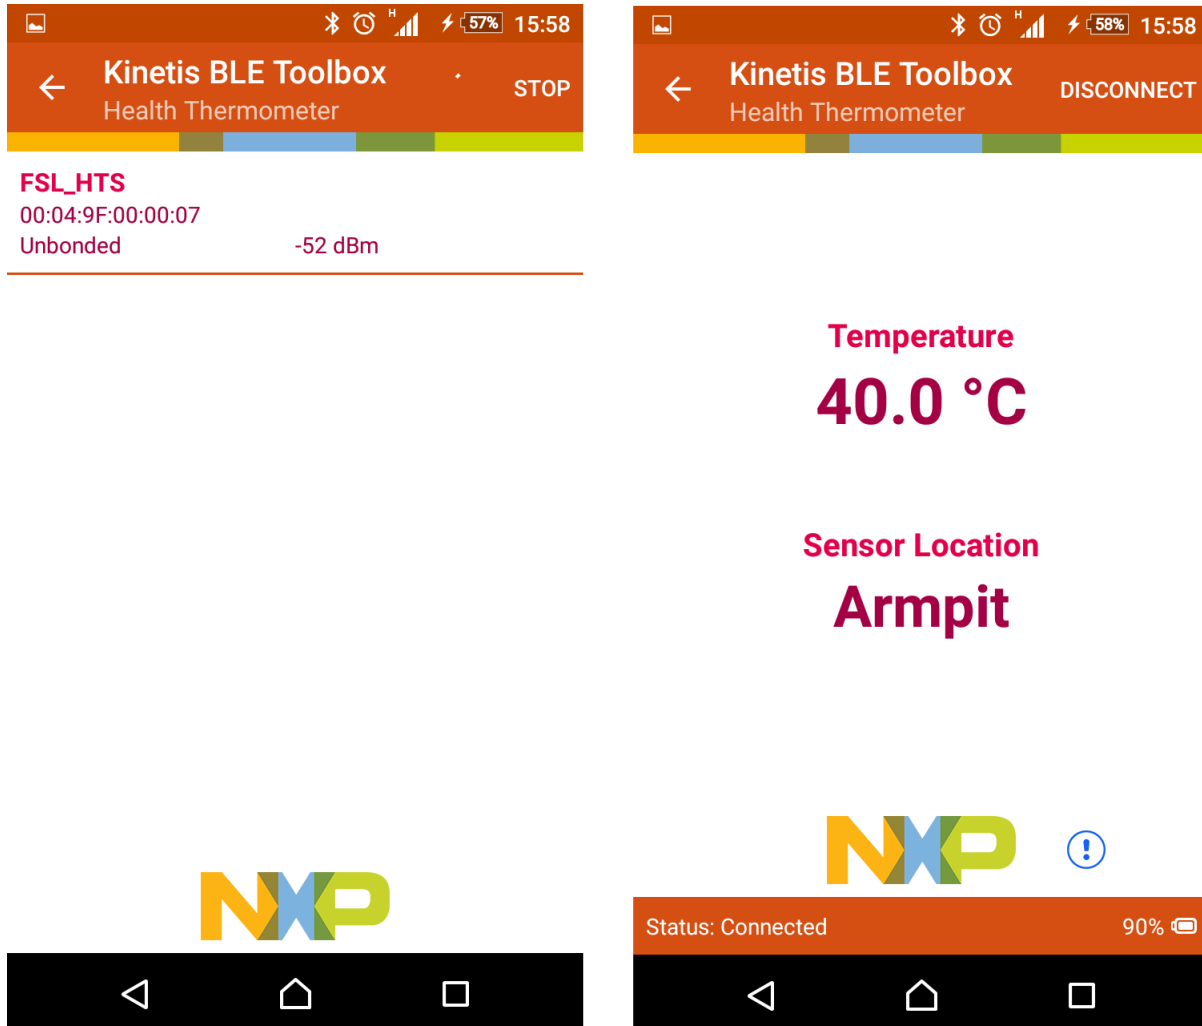 H 57% 15:58
Kinetis BLE Toolbox
STOP
Health Thermometer
FSL_HTS
00:04:9F:00:00:07
Unbonded -52 dBm
NXP
H 58% 15:58
Kinetis BLE Toolbox
DISCONNECT
Health Thermometer
Temperature
40.0 °C
Sensor Location
Armpit
NXP
!
Status: Connected 90%